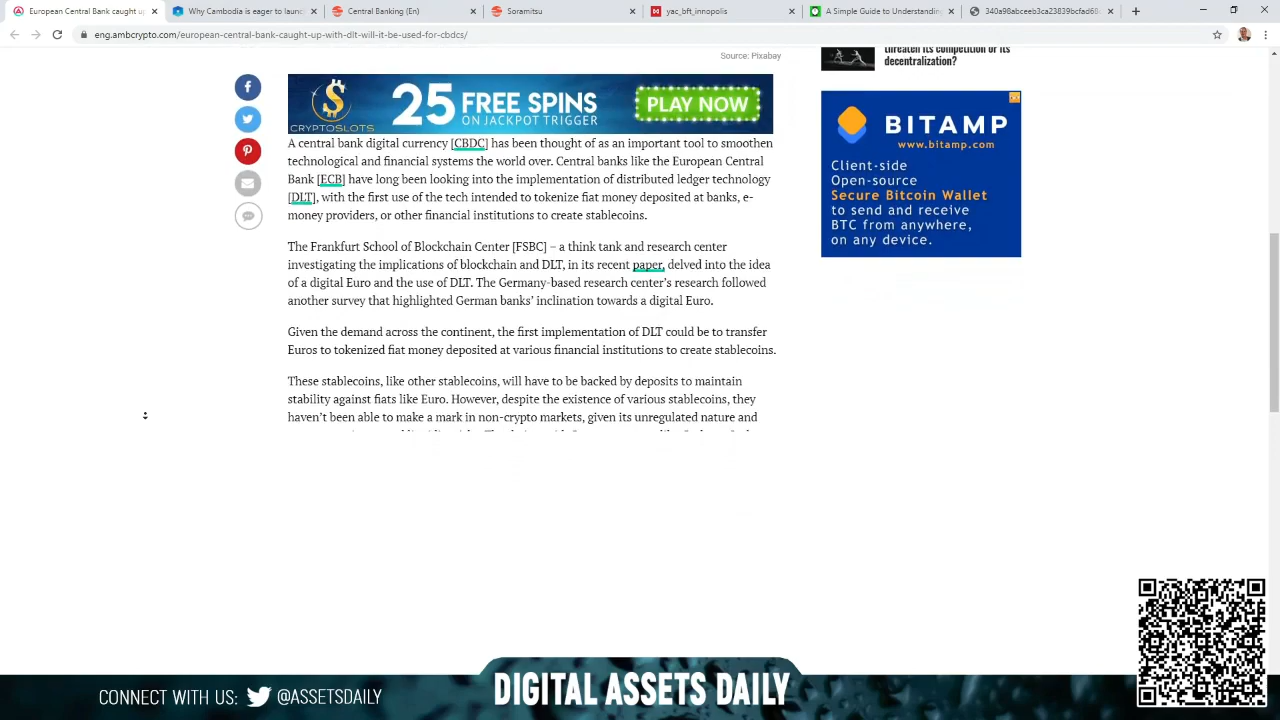 European Central Bank caught up
Why Cambodia is eager to launch
Central Banking (En)
Soramitsu
yac_bft_innopolis
A Simple Guide to Understanding
340a98abceeb3ca23839bcfad68
eng.ambcrypto.com/european-central-bank-caught-up-with-dlt-will-it-be-used-for-cbdcs/
Source: Pixabay
threaten its competition or its
decentralization?
CRYPTOSLOTS
25 FREE SPINS
ON JACKPOT TRIGGER
PLAY NOW
A central bank digital currency [CBDC] has been thought of as an important tool to smoothen
technological and financial systems the world over. Central banks like the European Central
Bank [ECB] have long been looking into the implementation of distributed ledger technology
[DLT], with the first use of the tech intended to tokenize fiat money deposited at banks, e-
money providers, or other financial institutions to create stablecoins.
The Frankfurt School of Blockchain Center [FSBC] – a think tank and research center
investigating the implications of blockchain and DLT, in its recent paper, delved into the idea
of a digital Euro and the use of DLT. The Germany-based research center's research followed
another survey that highlighted German banks' inclination towards a digital Euro.
Given the demand across the continent, the first implementation of DLT could be to transfer
Euros to tokenized fiat money deposited at various financial institutions to create stablecoins.
These stablecoins, like other stablecoins, will have to be backed by deposits to maintain
stability against fiats like Euro. However, despite the existence of various stablecoins, they
haven't been able to make a mark in non-crypto markets, given its unregulated nature and
BITAMP
www.bitamp.com
Client-side
Open-source
Secure Bitcoin Wallet
to send and receive
BTC from anywhere,
on any device.
CONNECT WITH US: @ASSETSDAILY
DIGITAL ASSETS DAILY